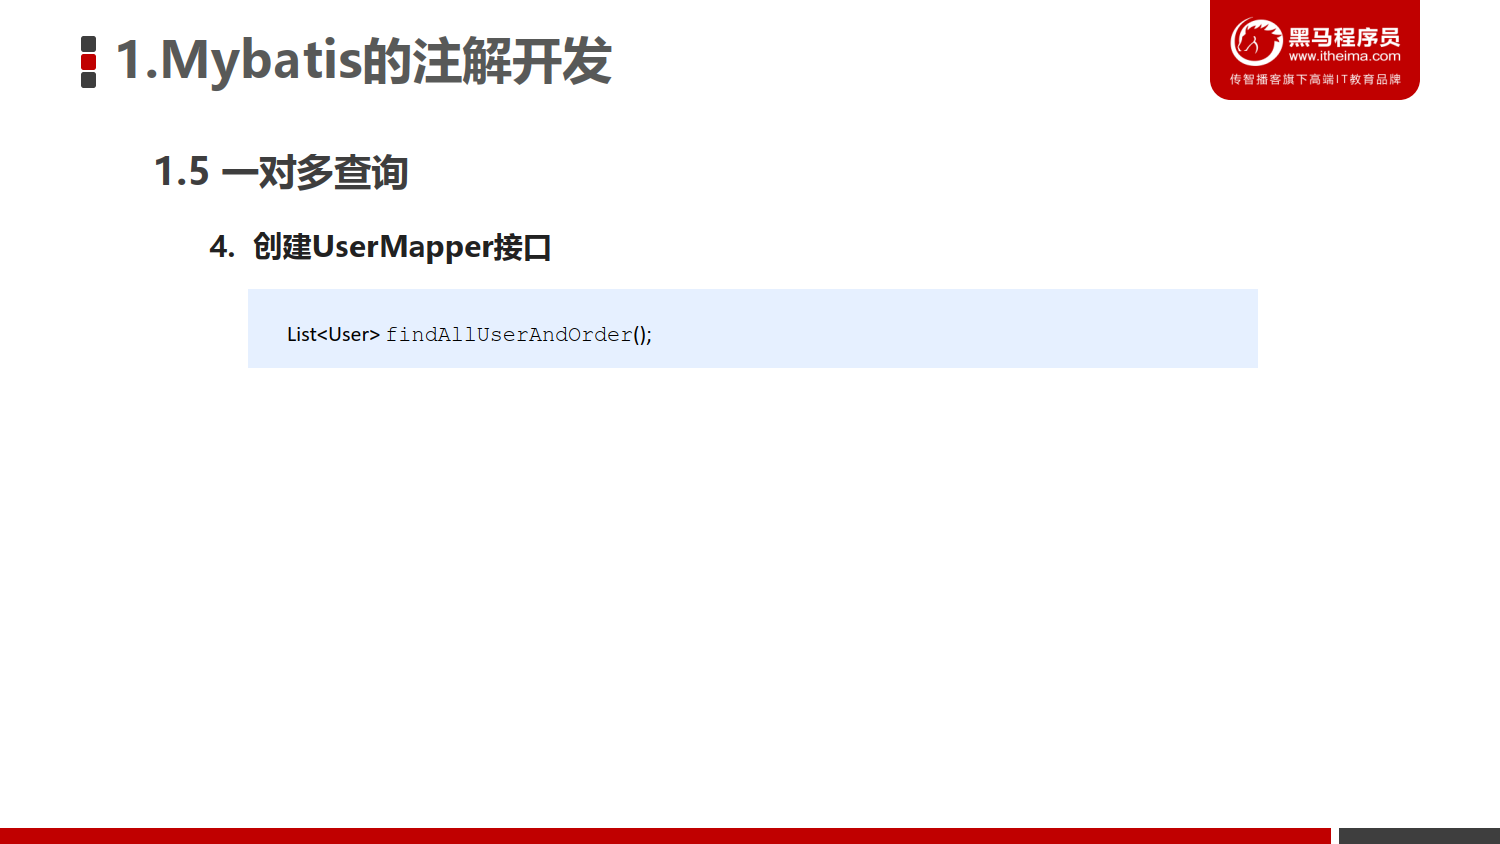 1.Mybatis的注解开发
黑马程序员
www.itheima.com
传智播客旗下高端IT教育品牌
1.5 一对多查询
4. 创建UserMapper接口
List<User> findAllUserAndOrder();